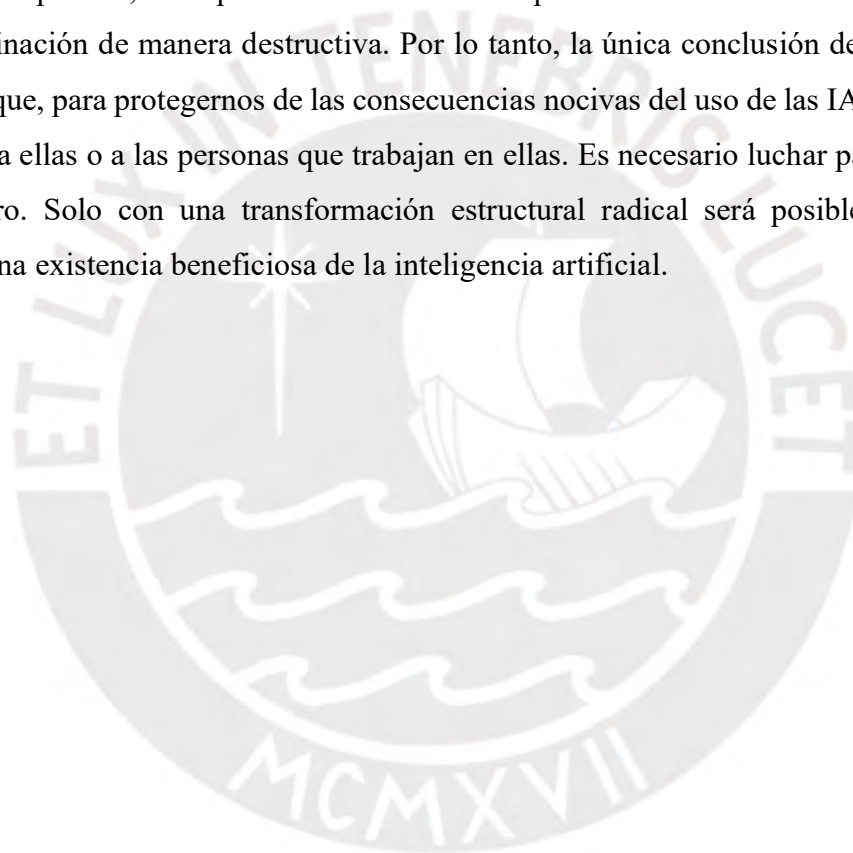 inación de manera destructiva. Por lo tanto, la única conclusión de
que, para protegernos de las consecuencias nocivas del uso de las IA
a ellas o a las personas que trabajan en ellas. Es necesario luchar pa
ro. Solo con una transformación estructural radical será posible
na existencia beneficiosa de la inteligencia artificial.
ET LUX IN TENEBRIS LUCET
MCMXVII